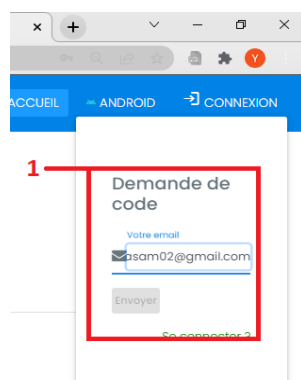 ACCUEIL
ANDROID
CONNEXION
Y
1
Demande de
code
Votre email
asam02@gmail.com
Envoyer
Se connecter ?